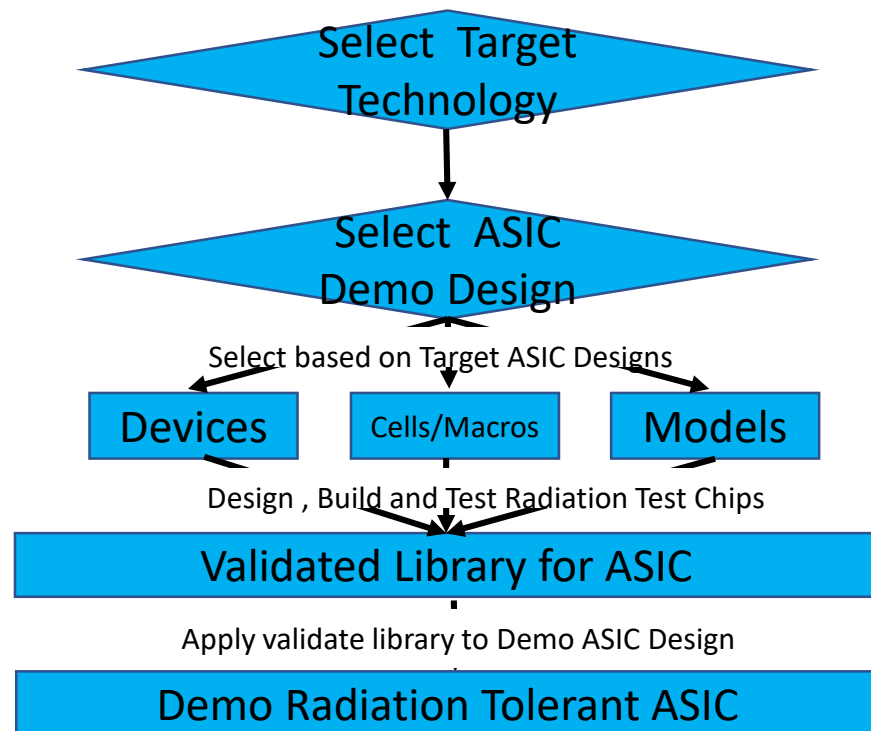 Select Target
Technology
Select ASIC
Demo Design
Select based on Target ASIC Designs
Devices
Cells/Macros
Models
Design , Build and Test Radiation Test Chips
Validated Library for ASIC
Apply validate library to Demo ASIC Design
Demo Radiation Tolerant ASIC